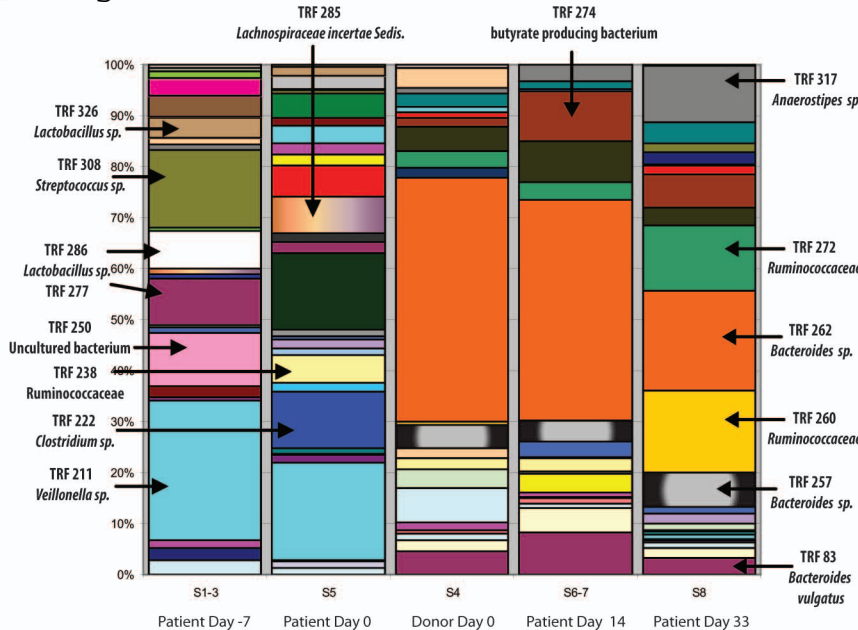 TRF 285
Lachnospiraceae incertae Sedis.
TRF 274
butyrate producing bacterium
100%
90%
80%
70%
60%
50%
40%
30%
20%
10%
0%
TRF 326
Lactobacillus sp.
TRF 308
Streptococcus sp.
TRF 286
Lactobacillus sp.
TRF 277
TRF 250
Uncultured bacterium
TRF 238
Ruminococcaceae
TRF 222
Clostridium sp.
TRF 211
Veillonella sp.
TRF 317
Anaerostipes sp
TRF 272
Ruminococcaceae
TRF 262
Bacteroides sp.
TRF 260
Ruminococcaceae
TRF 257
Bacteroides sp.
TRF 83
Bacteroides
vulgatus
S1-3 S5 S4 S6-7 S8
Patient Day -7 Patient Day 0 Donor Day 0 Patient Day 14 Patient Day 33